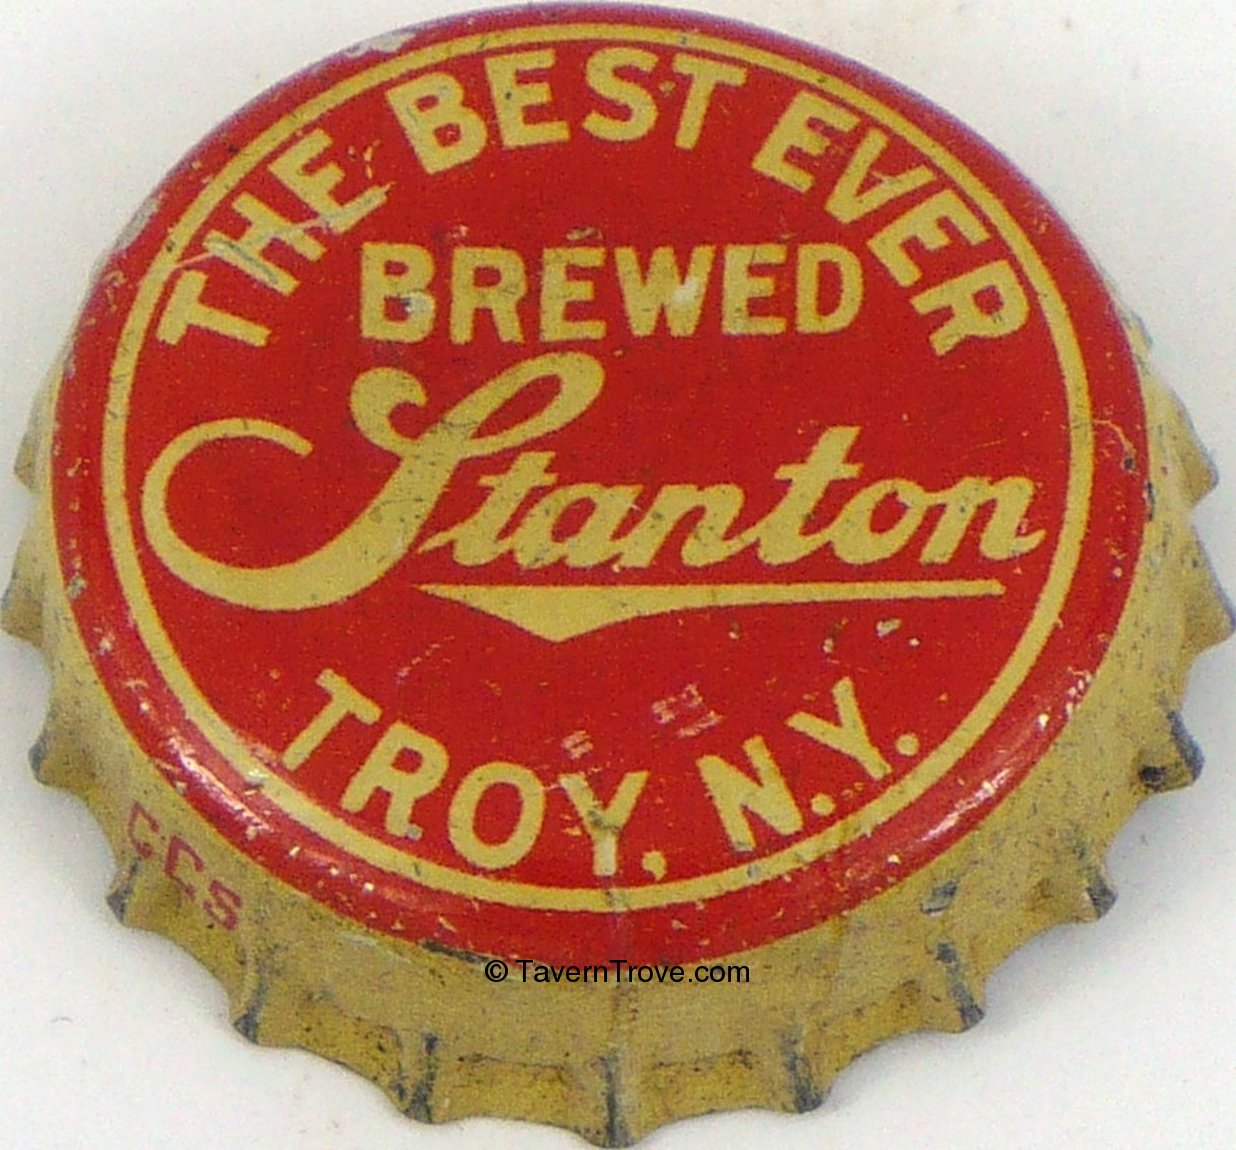 THE BEST EVER
BREWED
Stanton
TROY, N.Y.
CCS
© TavernTrove.com